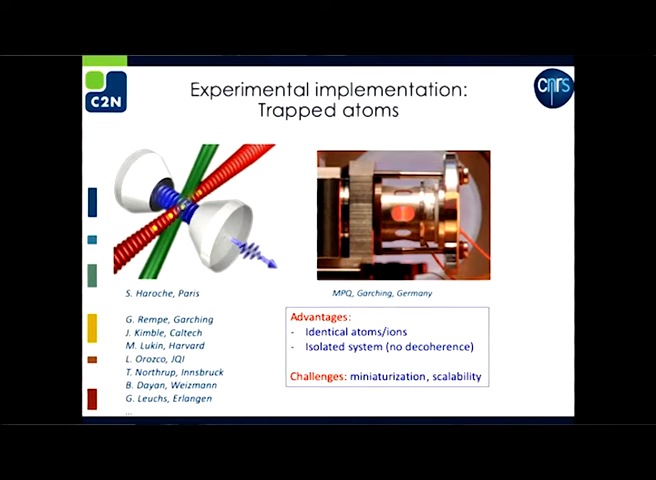 C2N
Experimental implementation:
Trapped atoms
cnrs
S. Haroche, Paris
G. Rempe, Garching
J. Kimble, Caltech
M. Lukin, Harvard
L. Orozco, JQI
T. Northrup, Innsbruck
B. Dayan, Weizmann
G. Leuchs, Erlangen
...
MPQ, Garching, Germany
Advantages:
- Identical atoms/ions
- Isolated system (no decoherence)
Challenges: miniaturization, scalability